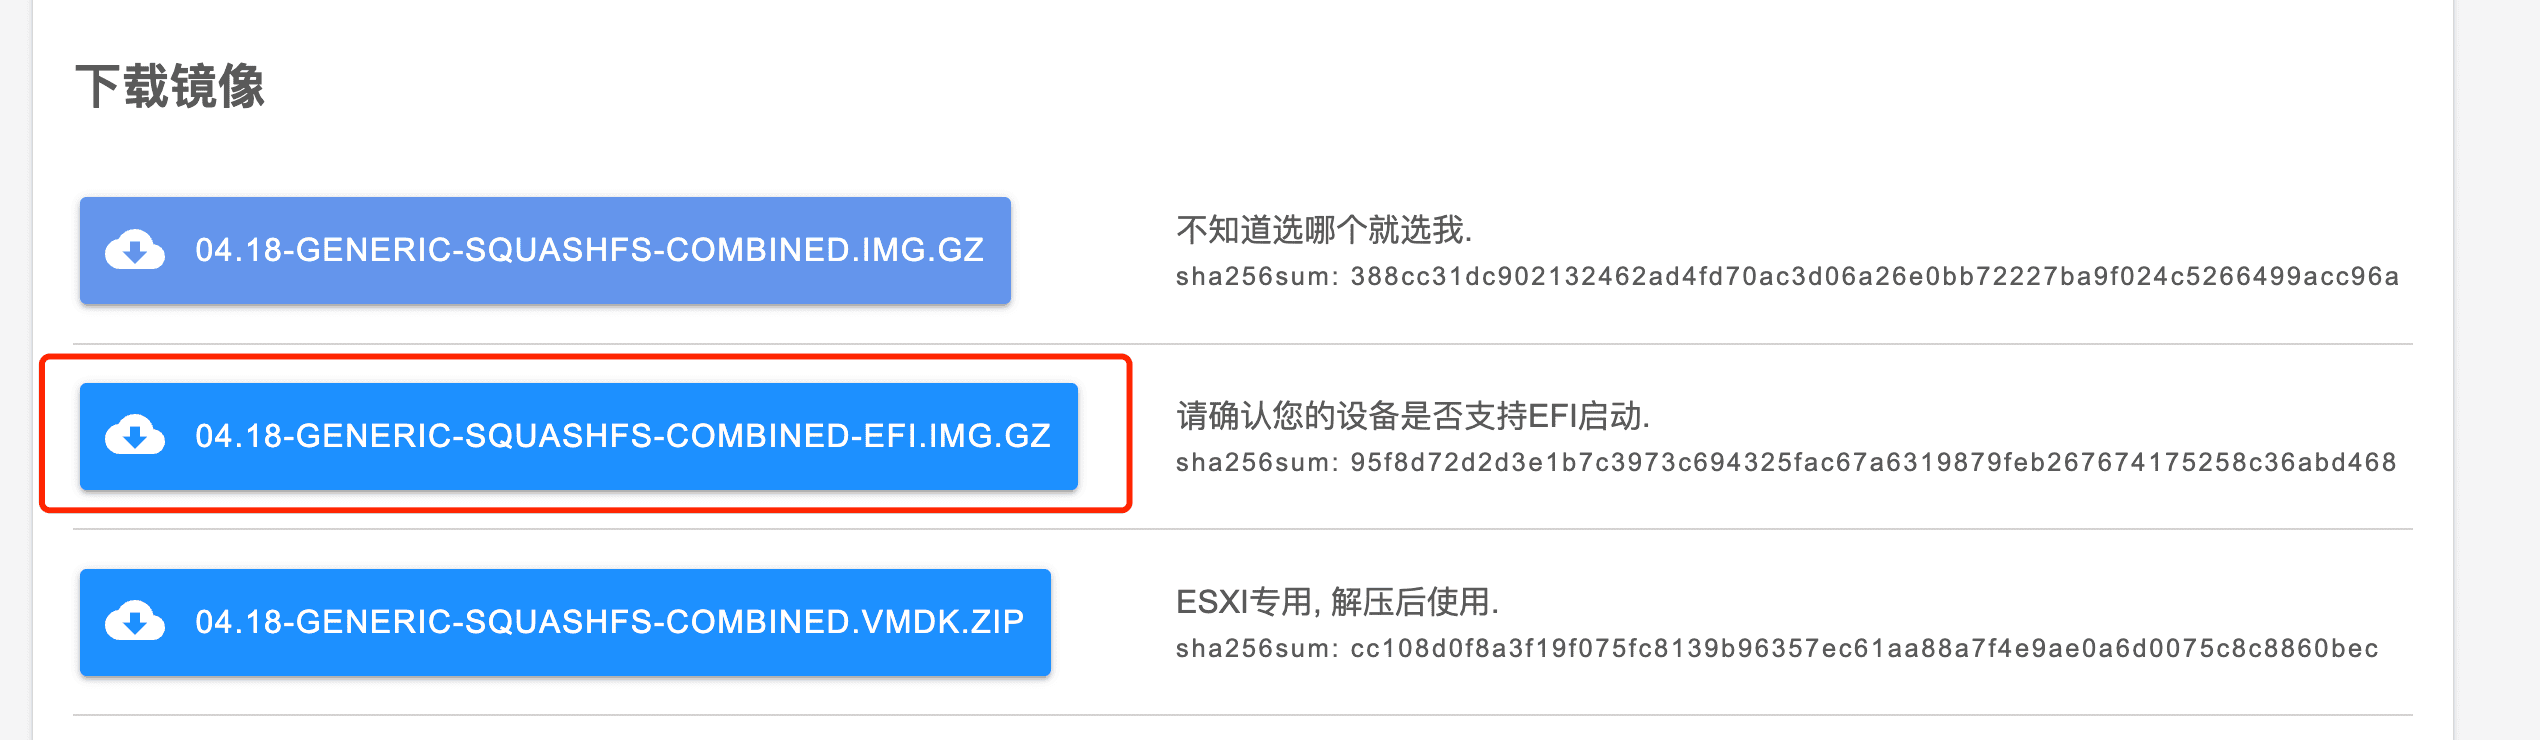 下载镜像
04.18-GENERIC-SQUASHFS-COMBINED.IMG.GZ
不知道选哪个就选我.
sha256sum: 388cc31dc902132462ad4fd70ac3d06a26e0bb72227ba9f024c5266499acc96a
04.18-GENERIC-SQUASHFS-COMBINED-EFI.IMG.GZ
请确认您的设备是否支持EFI启动.
sha256sum: 95f8d72d2d3e1b7c3973c694325fac67a6319879feb267674175258c36abd468
04.18-GENERIC-SQUASHFS-COMBINED.VMDK.ZIP
ESXI专用, 解压后使用.
sha256sum: cc108d0f8a3f19f075fc8139b96357ec61aa88a7f4e9ae0a6d0075c8c8860bec